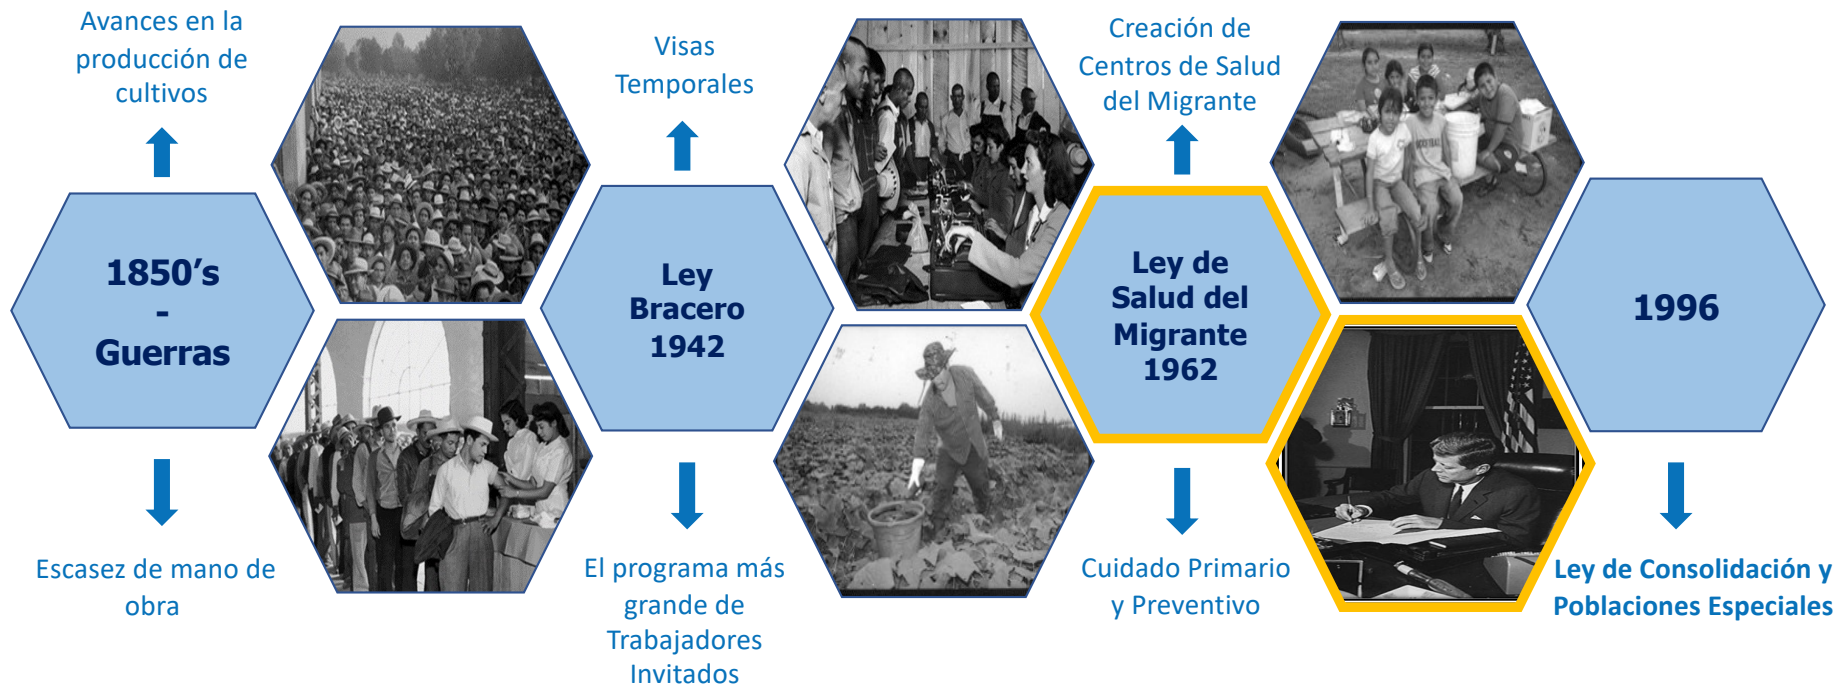 Avances en la
producción de
cultivos
1850's
-
Guerras
Escasez de mano de
obra
Visas
Temporales
Ley
Bracero
1942
El programa más
grande de
Trabajadores
Invitados
Creación de
Centros de Salud
del Migrante
Ley de
Salud del
Migrante
1962
Cuidado Primario
y Preventivo
1996
Ley de Consolidación y
Poblaciones Especiales